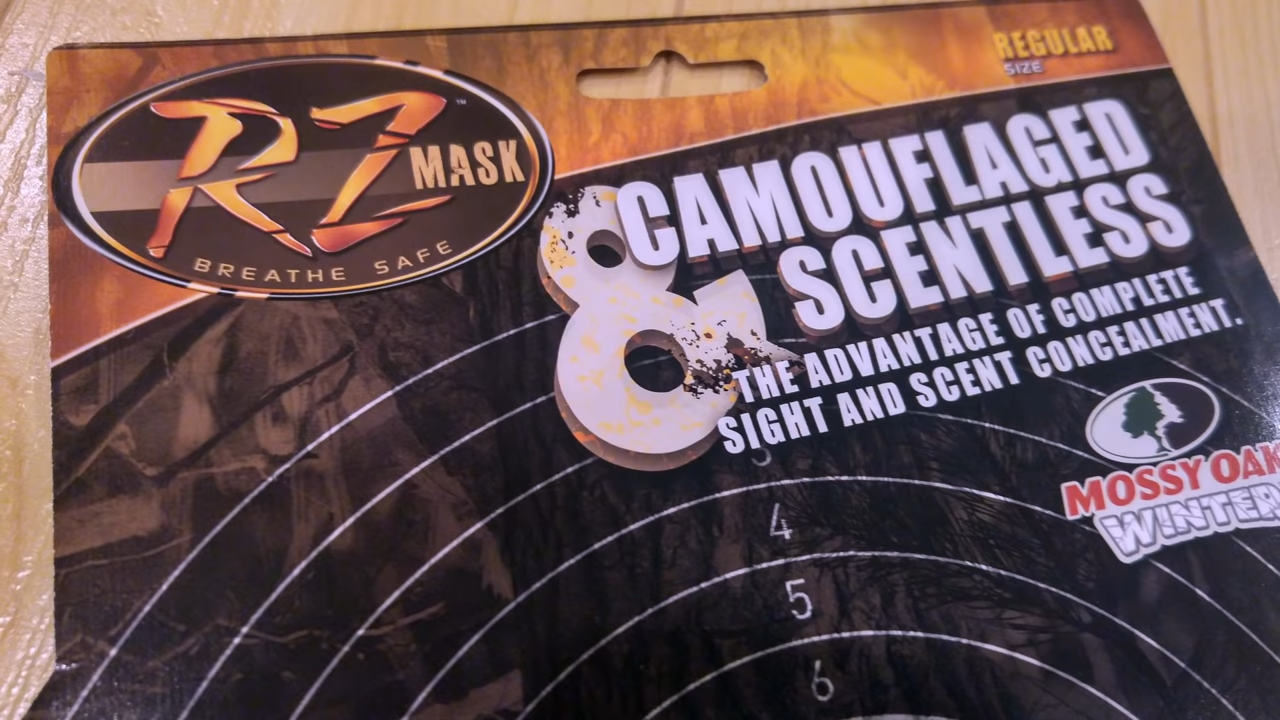 REGULAR
SIZE
RZ MASK™
BREATHE SAFE
CAMOUFLAGED
& SCENTLESS
THE ADVANTAGE OF COMPLETE
SIGHT AND SCENT CONCEALMENT.
MOSSY OAK
WINTER
4
5
6